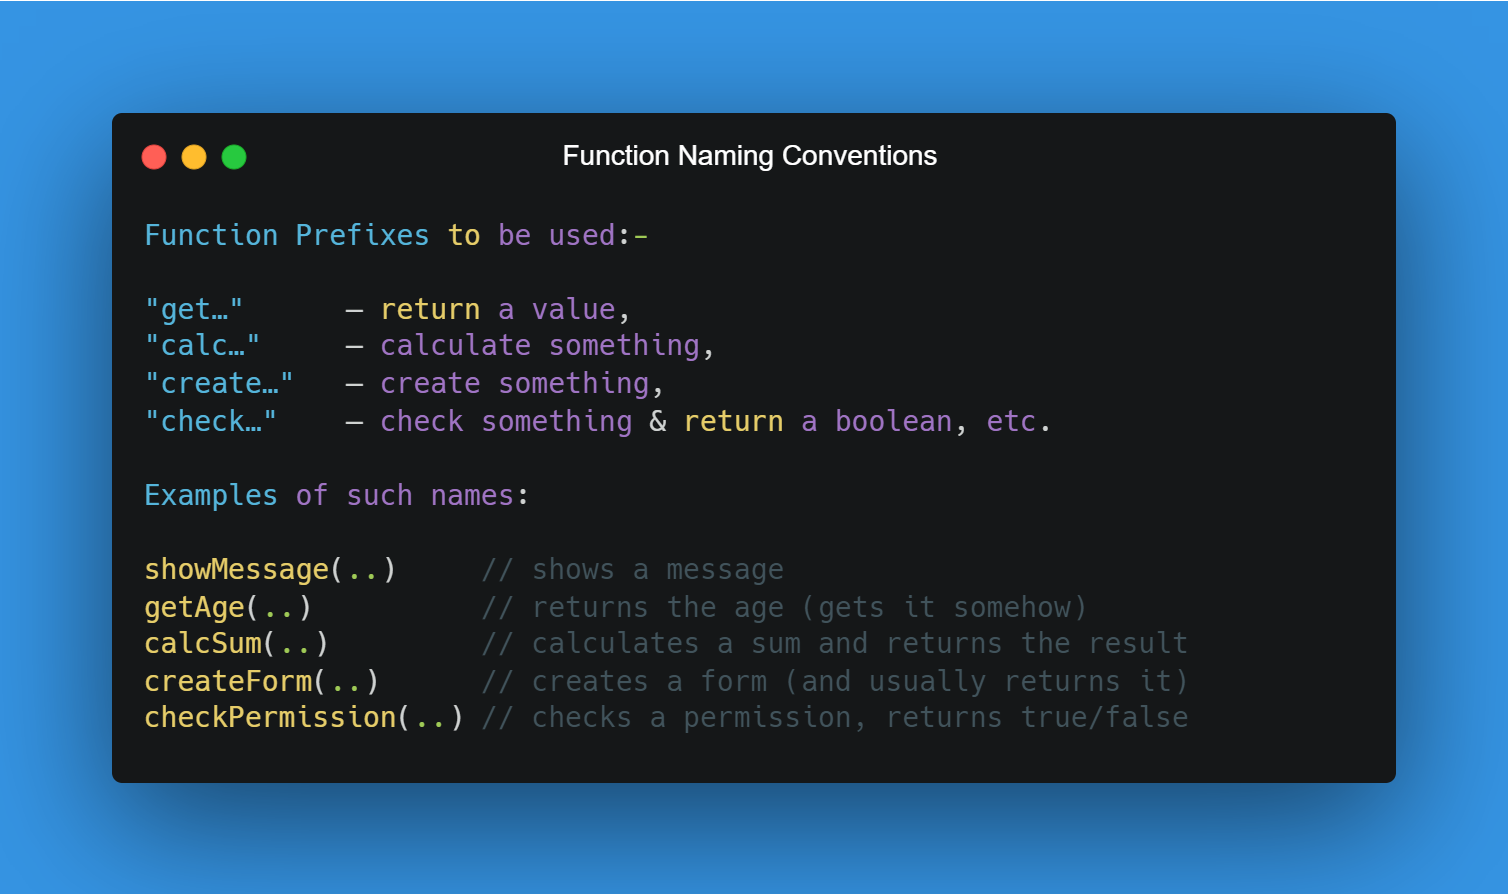 Function Naming Conventions
Function Prefixes to be used:-
"get…" – return a value,
"calc…" – calculate something,
"create…" – create something,
"check…" – check something & return a boolean, etc.
Examples of such names:
showMessage(..) // shows a message
getAge(..) // returns the age (gets it somehow)
calcSum(..) // calculates a sum and returns the result
createForm(..) // creates a form (and usually returns it)
checkPermission(..) // checks a permission, returns true/false